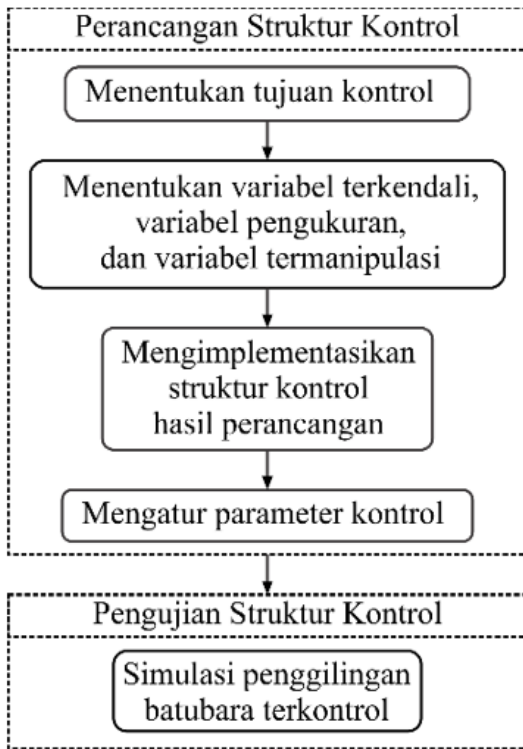 Perancangan Struktur Kontrol
Menentukan tujuan kontrol
Menentukan variabel terkendali,
variabel pengukuran,
dan variabel termanipulasi
Mengimplementasikan
struktur kontrol
hasil perancangan
Mengatur parameter kontrol
Pengujian Struktur Kontrol
Simulasi penggilingan
batubara terkontrol